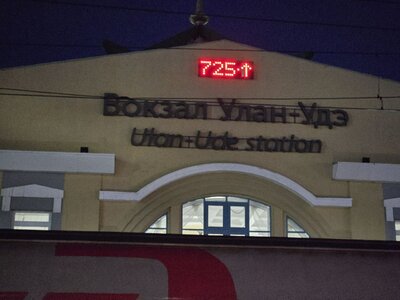 725↑
Вокзал Улан-Удэ
Ulan-Ude station